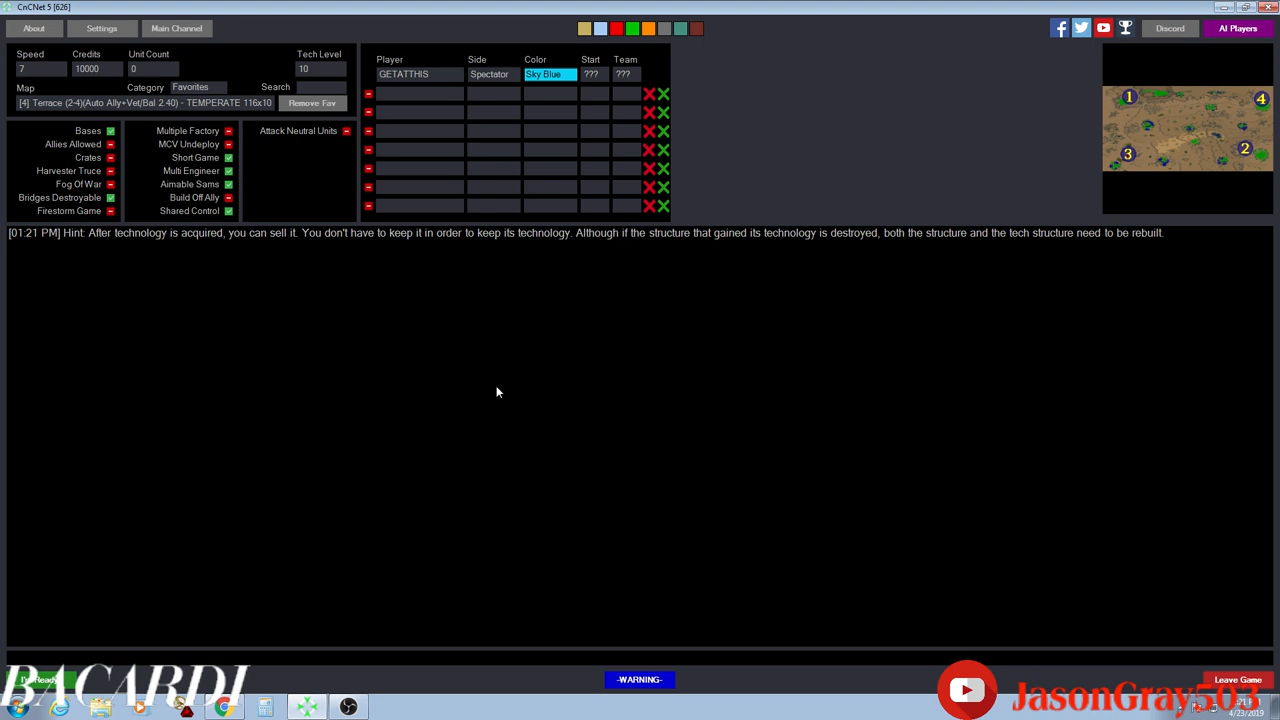 CnCNet 5 [626]
About Settings Main Channel Discord AI Players
Speed Credits Unit Count Tech Level
7 10000 0 10
Map Category Favorites Search
[4] Terrace (2-4)(Auto Ally+Vet/Bal 2.40) - TEMPERATE 116x10 Remove Fav
Player Side Color Start Team
GETATTHIS Spectator Sky Blue ??? ???
1 4
3 2
Bases Multiple Factory Attack Neutral Units
Allies Allowed MCV Undeploy
Crates Short Game
Harvester Truce Multi Engineer
Fog Of War Aimable Sams
Bridges Destroyable Build Off Ally
Firestorm Game Shared Control
[01:21 PM] Hint: After technology is acquired, you can sell it. You don't have to keep it in order to keep its technology. Although if the structure that gained its technology is destroyed, both the structure and the tech structure need to be rebuilt.
-WARNING- Leave Game
BACARDI
JasonGray503
4/23/2019